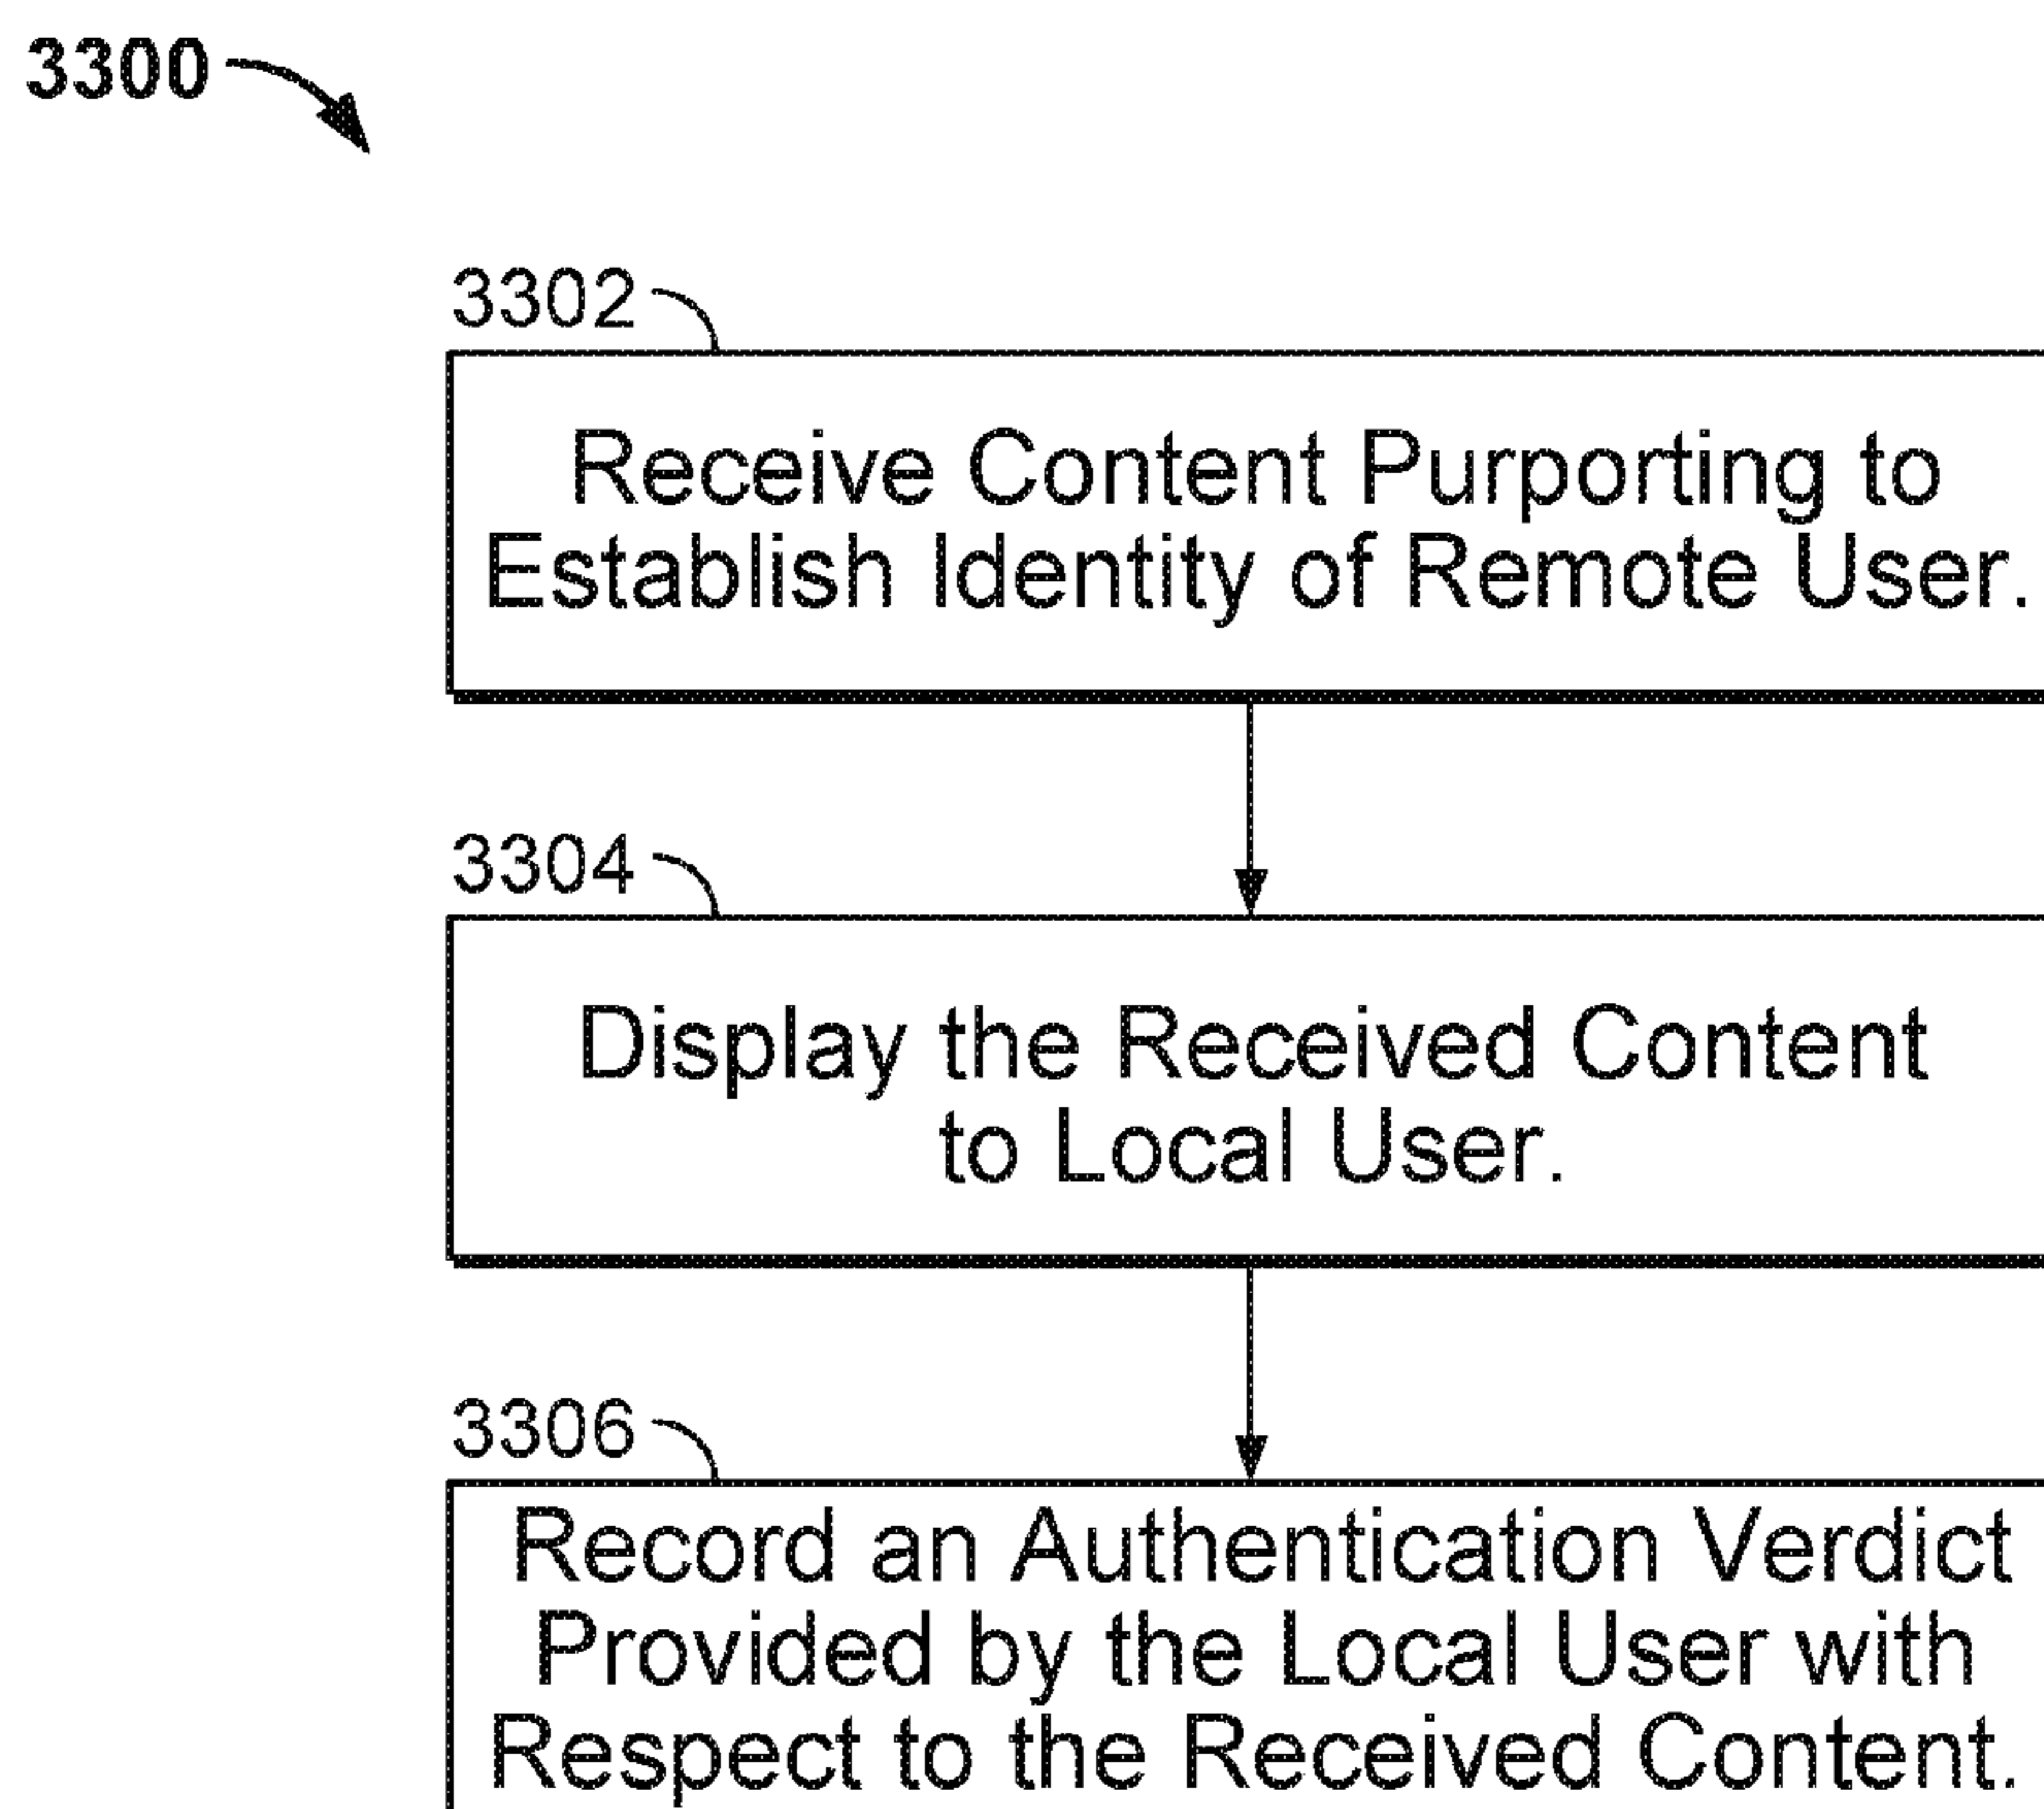 3300
3302
Receive Content Purporting to
Establish Identity of Remote User.
3304
Display the Received Content
to Local User.
3306
Record an Authentication Verdict
Provided by the Local User with
Respect to the Received Content.